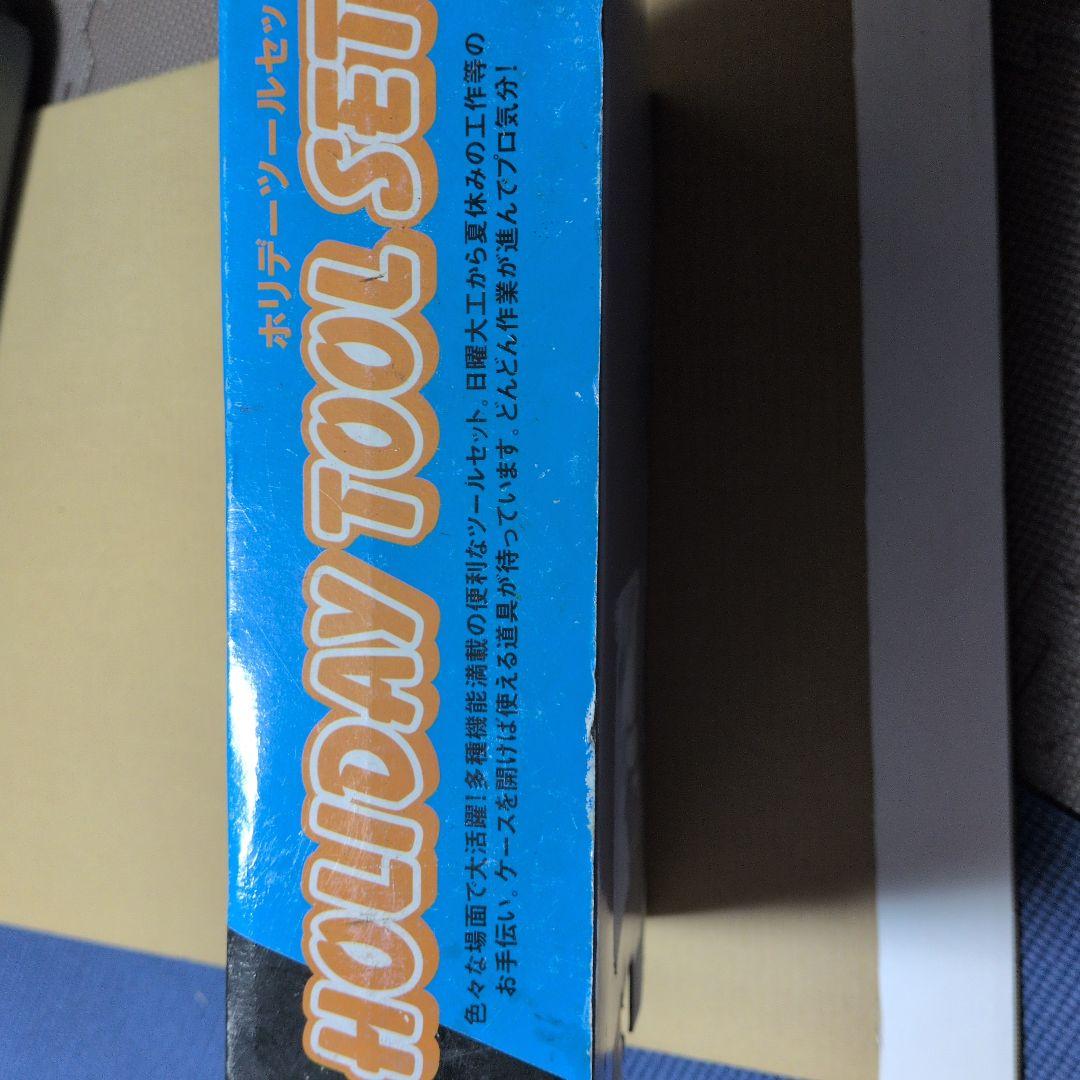 ホリデーツールセッ
HOLIDAY TOOL SET
色々な場面で大活躍!多種機能満載の便利なツールセット。日曜大工から夏休みの工作等の
お手伝い。ケースを開ければ使える道具が待っています。どんどん作業が進んでプロ気分!